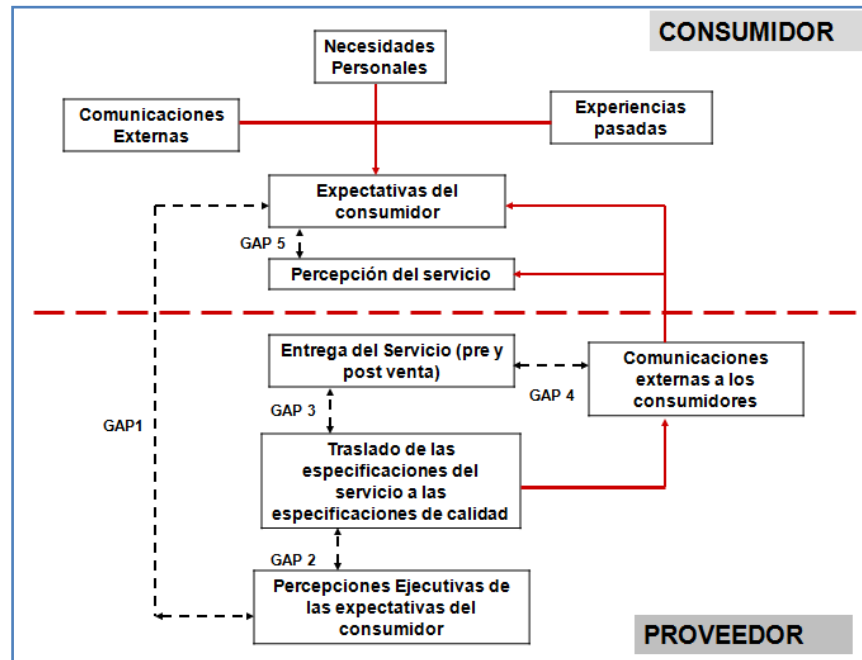 CONSUMIDOR
Necesidades
Personales
Comunicaciones
Externas
Experiencias
pasadas
Expectativas del
consumidor
GAP 5
Percepción del servicio
Entrega del Servicio (pre y
post venta)
Comunicaciones
externas a los
consumidores
GAP 4
GAP 3
GAP1
Traslado de las
especificaciones del
servicio a las
especificaciones de calidad
GAP 2
Percepciones Ejecutivas de
las expectativas del
consumidor
PROVEEDOR